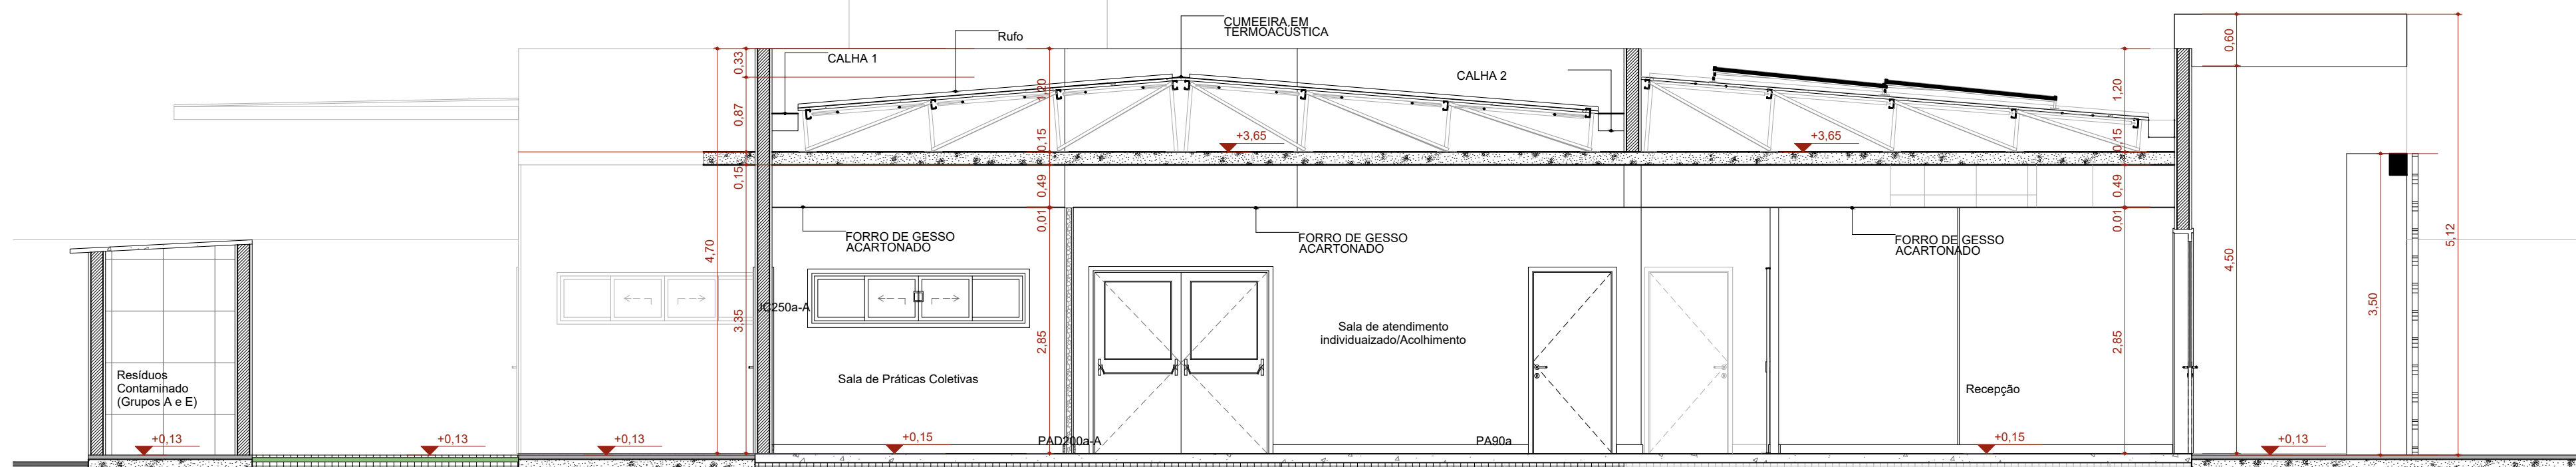 CUMEEIRA EM
TERMOACUSTICA
Rufo
CALHA 1
CALHA 2
0,60
0,33
1,20
1,20
0,87
0,15
0,15
+3,65
+3,65
0,15
0,49
0,49
0,01
0,01
FORRO DE GESSO
ACARTONADO
FORRO DE GESSO
ACARTONADO
FORRO DE GESSO
ACARTONADO
4,70
4,50
5,12
3,50
JC250a-A
3,35
2,85
2,85
Sala de atendimento
individuaizado/Acolhimento
Sala de Práticas Coletivas
Recepção
Resíduos
Contaminado
(Grupos A e E)
+0,13
+0,13
+0,13
+0,15
PAD200a-A
PA90a
+0,15
+0,13